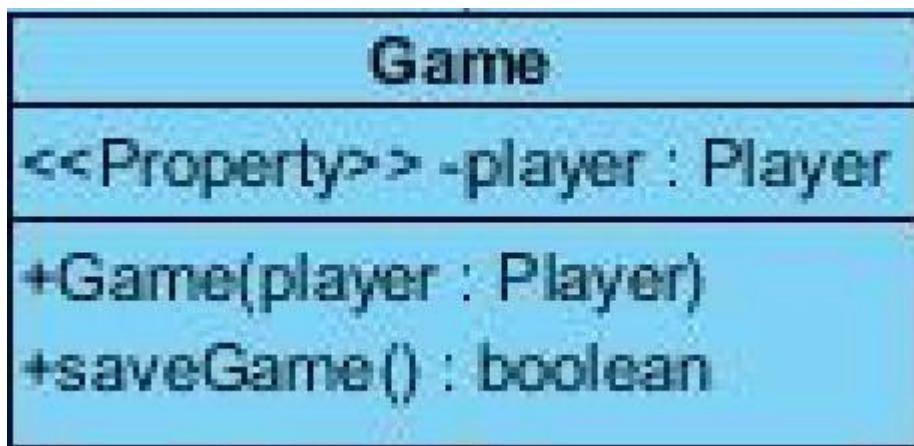 Game
<<Property>> -player : Player
+Game(player : Player)
+saveGame() : boolean